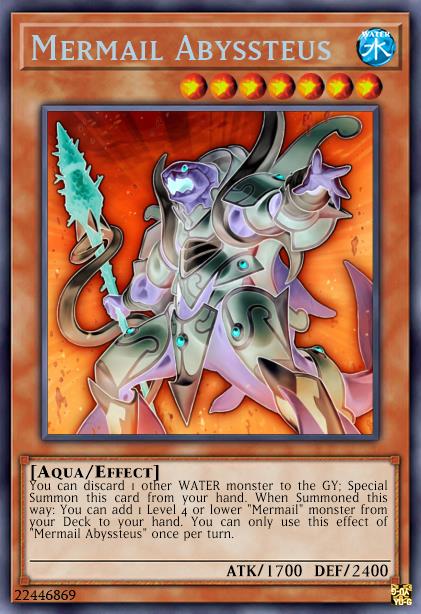 Mermail Abyssteus
WATER
水
[Aqua/Effect]
You can discard 1 other WATER monster to the GY; Special
Summon this card from your hand. When Summoned this
way: You can add 1 Level 4 or lower "Mermail" monster from
your Deck to your hand. You can only use this effect of
"Mermail Abyssteus" once per turn.
ATK/1700 DEF/2400
22446869